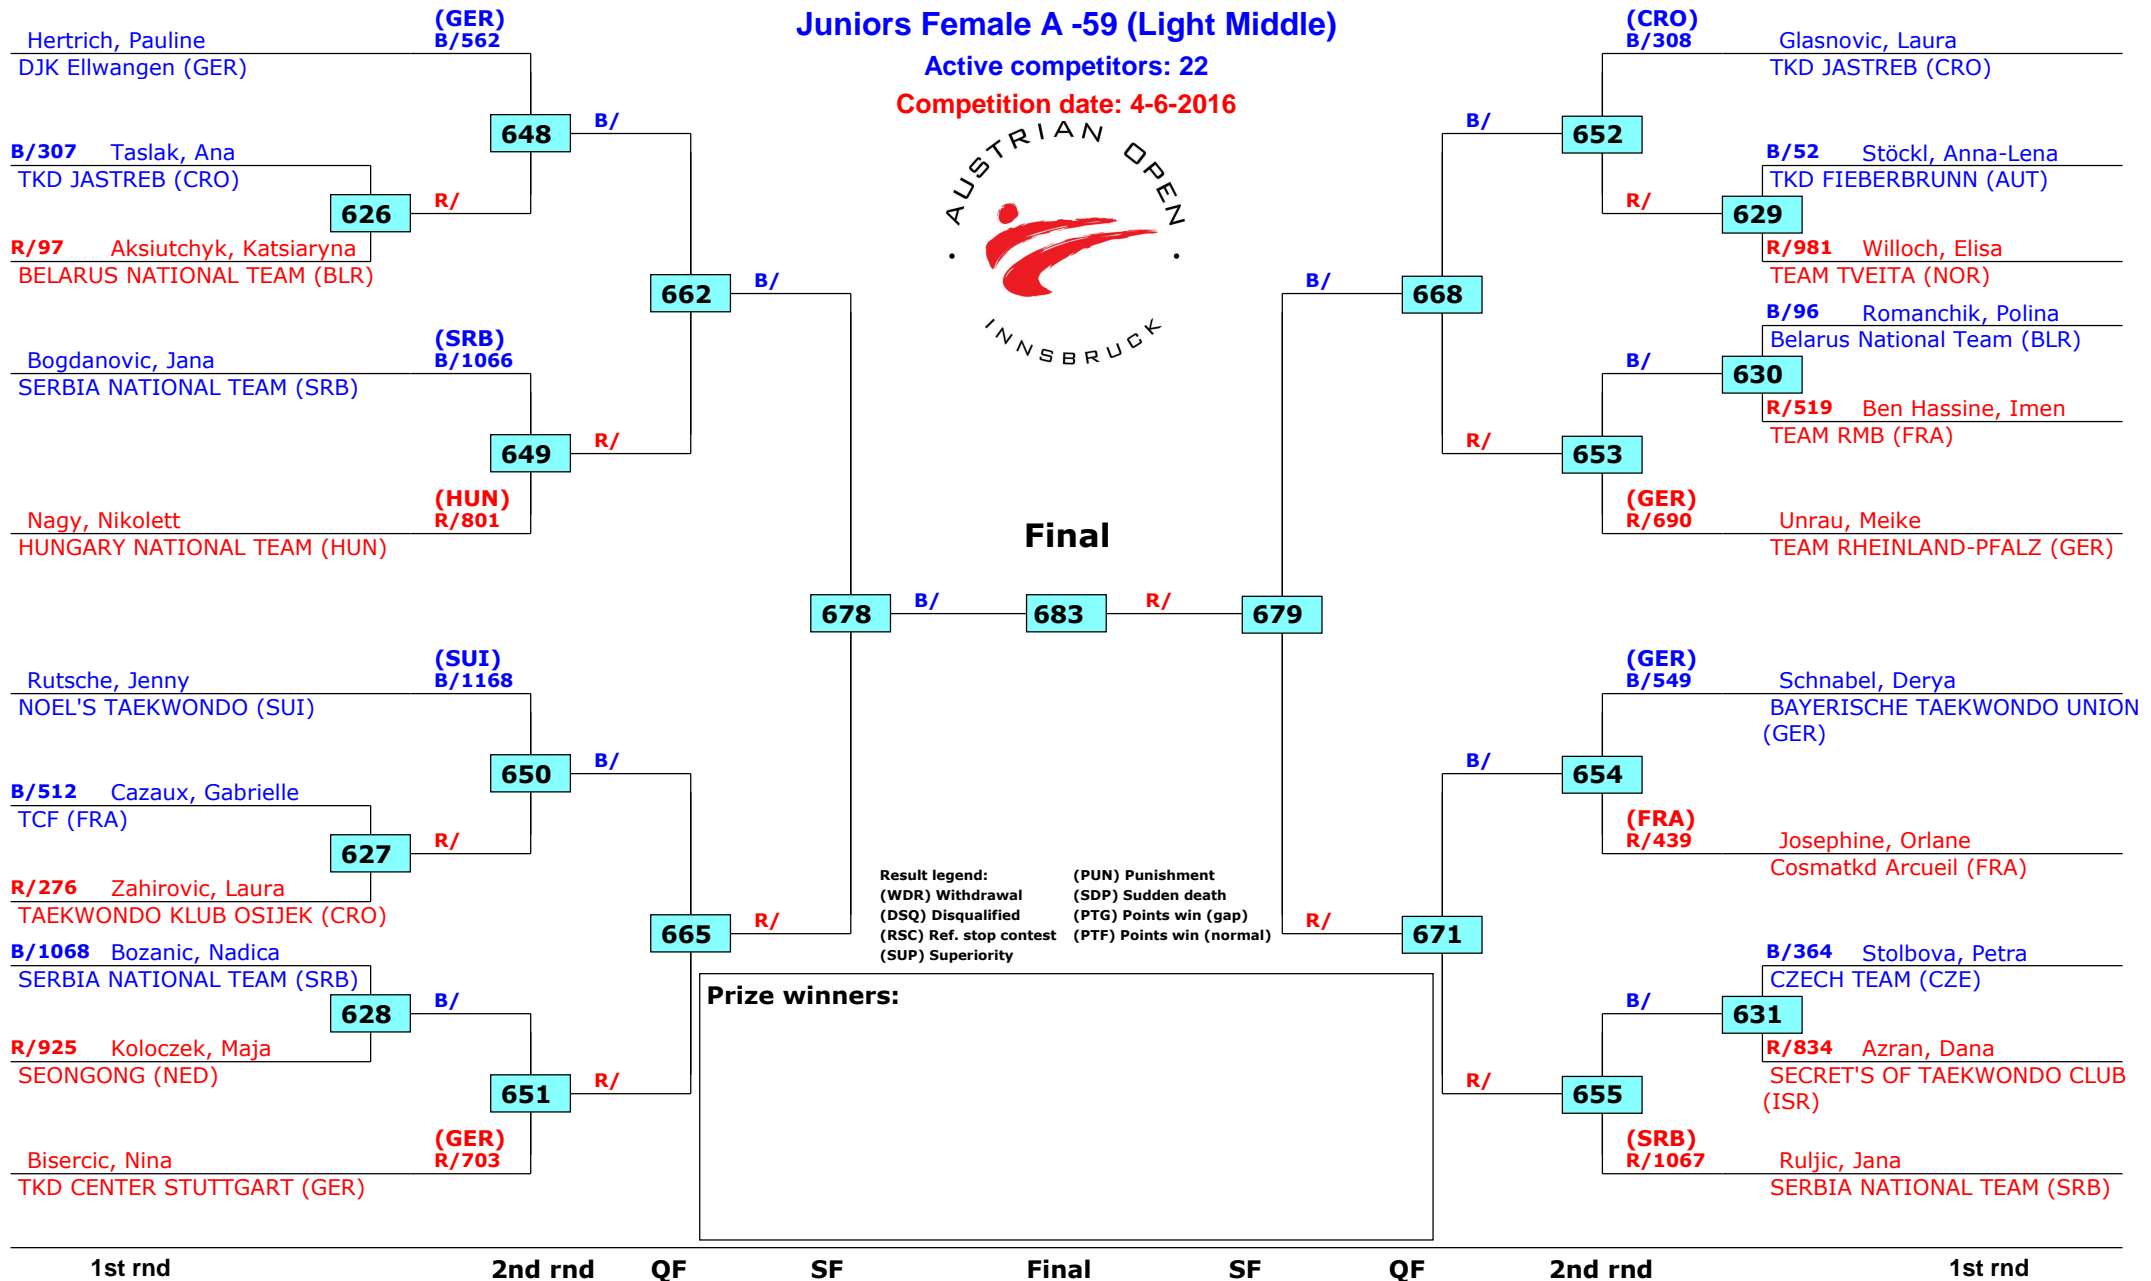 Juniors Female A -59 (Light Middle)
Active competitors: 22
Competition date: 4-6-2016
AUSTRIAN OPEN
INNSBRUCK
(GER)
Hertrich, Pauline B/562
DJK Ellwangen (GER)
648 B/
B/307 Taslak, Ana
TKD JASTREB (CRO)
626 R/
R/97 Aksiutchyk, Katsiaryna
BELARUS NATIONAL TEAM (BLR)
662 B/
(SRB)
Bogdanovic, Jana B/1066
SERBIA NATIONAL TEAM (SRB)
649 R/
(HUN)
Nagy, Nikolett R/801
HUNGARY NATIONAL TEAM (HUN)
678 B/
(SUI)
Rutsche, Jenny B/1168
NOEL'S TAEKWONDO (SUI)
650 B/
B/512 Cazaux, Gabrielle
TCF (FRA)
627 R/
R/276 Zahirovic, Laura
TAEKWONDO KLUB OSIJEK (CRO)
665 R/
B/1068 Bozanic, Nadica
SERBIA NATIONAL TEAM (SRB)
628 B/
R/925 Koloczek, Maja
SEONGONG (NED)
651 R/
(GER)
Bisercic, Nina R/703
TKD CENTER STUTTGART (GER)
Final
683
(CRO)
B/308 Glasnovic, Laura
TKD JASTREB (CRO)
B/ 652
B/52 Stöckl, Anna-Lena
TKD FIEBERBRUNN (AUT)
R/ 629
R/981 Willoch, Elisa
TEAM TVEITA (NOR)
B/ 668
B/96 Romanchik, Polina
Belarus National Team (BLR)
B/ 630
R/519 Ben Hassine, Imen
TEAM RMB (FRA)
R/ 653
(GER)
R/690 Unrau, Meike
TEAM RHEINLAND-PFALZ (GER)
R/ 679
(GER)
B/549 Schnabel, Derya
BAYERISCHE TAEKWONDO UNION
(GER)
B/ 654
(FRA)
R/439 Josephine, Orlane
Cosmatkd Arcueil (FRA)
R/ 671
B/364 Stolbova, Petra
CZECH TEAM (CZE)
B/ 631
R/834 Azran, Dana
SECRET'S OF TAEKWONDO CLUB
(ISR)
R/ 655
(SRB)
R/1067 Ruljic, Jana
SERBIA NATIONAL TEAM (SRB)
Result legend: (PUN) Punishment
(WDR) Withdrawal (SDP) Sudden death
(DSQ) Disqualified (PTG) Points win (gap)
(RSC) Ref. stop contest (PTF) Points win (normal)
(SUP) Superiority
Prize winners:
1st rnd 2nd rnd QF SF Final SF QF 2nd rnd 1st rnd